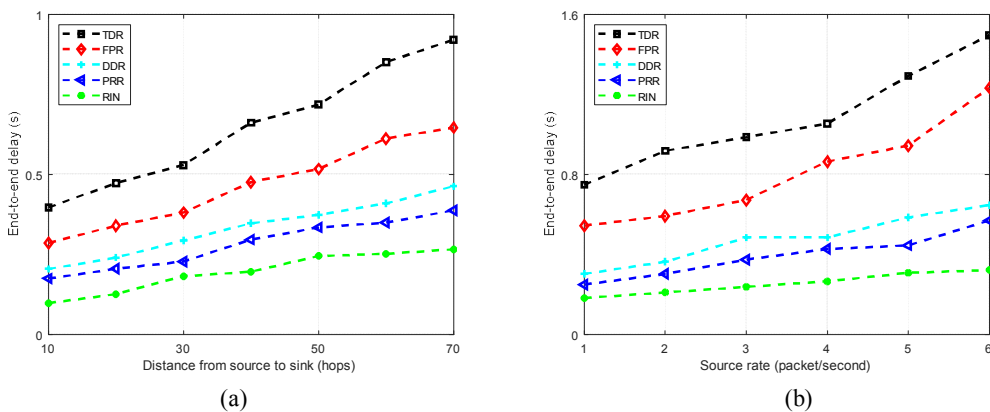 1
0.5
0
End-to-end delay (s)
TDR
FPR
DDR
PRR
RIN
10
30
50
70
Distance from source to sink (hops)
(a)
1.6
0.8
0
End-to-end delay (s)
TDR
FPR
DDR
PRR
RIN
1
2
3
4
5
6
Source rate (packet/second)
(b)